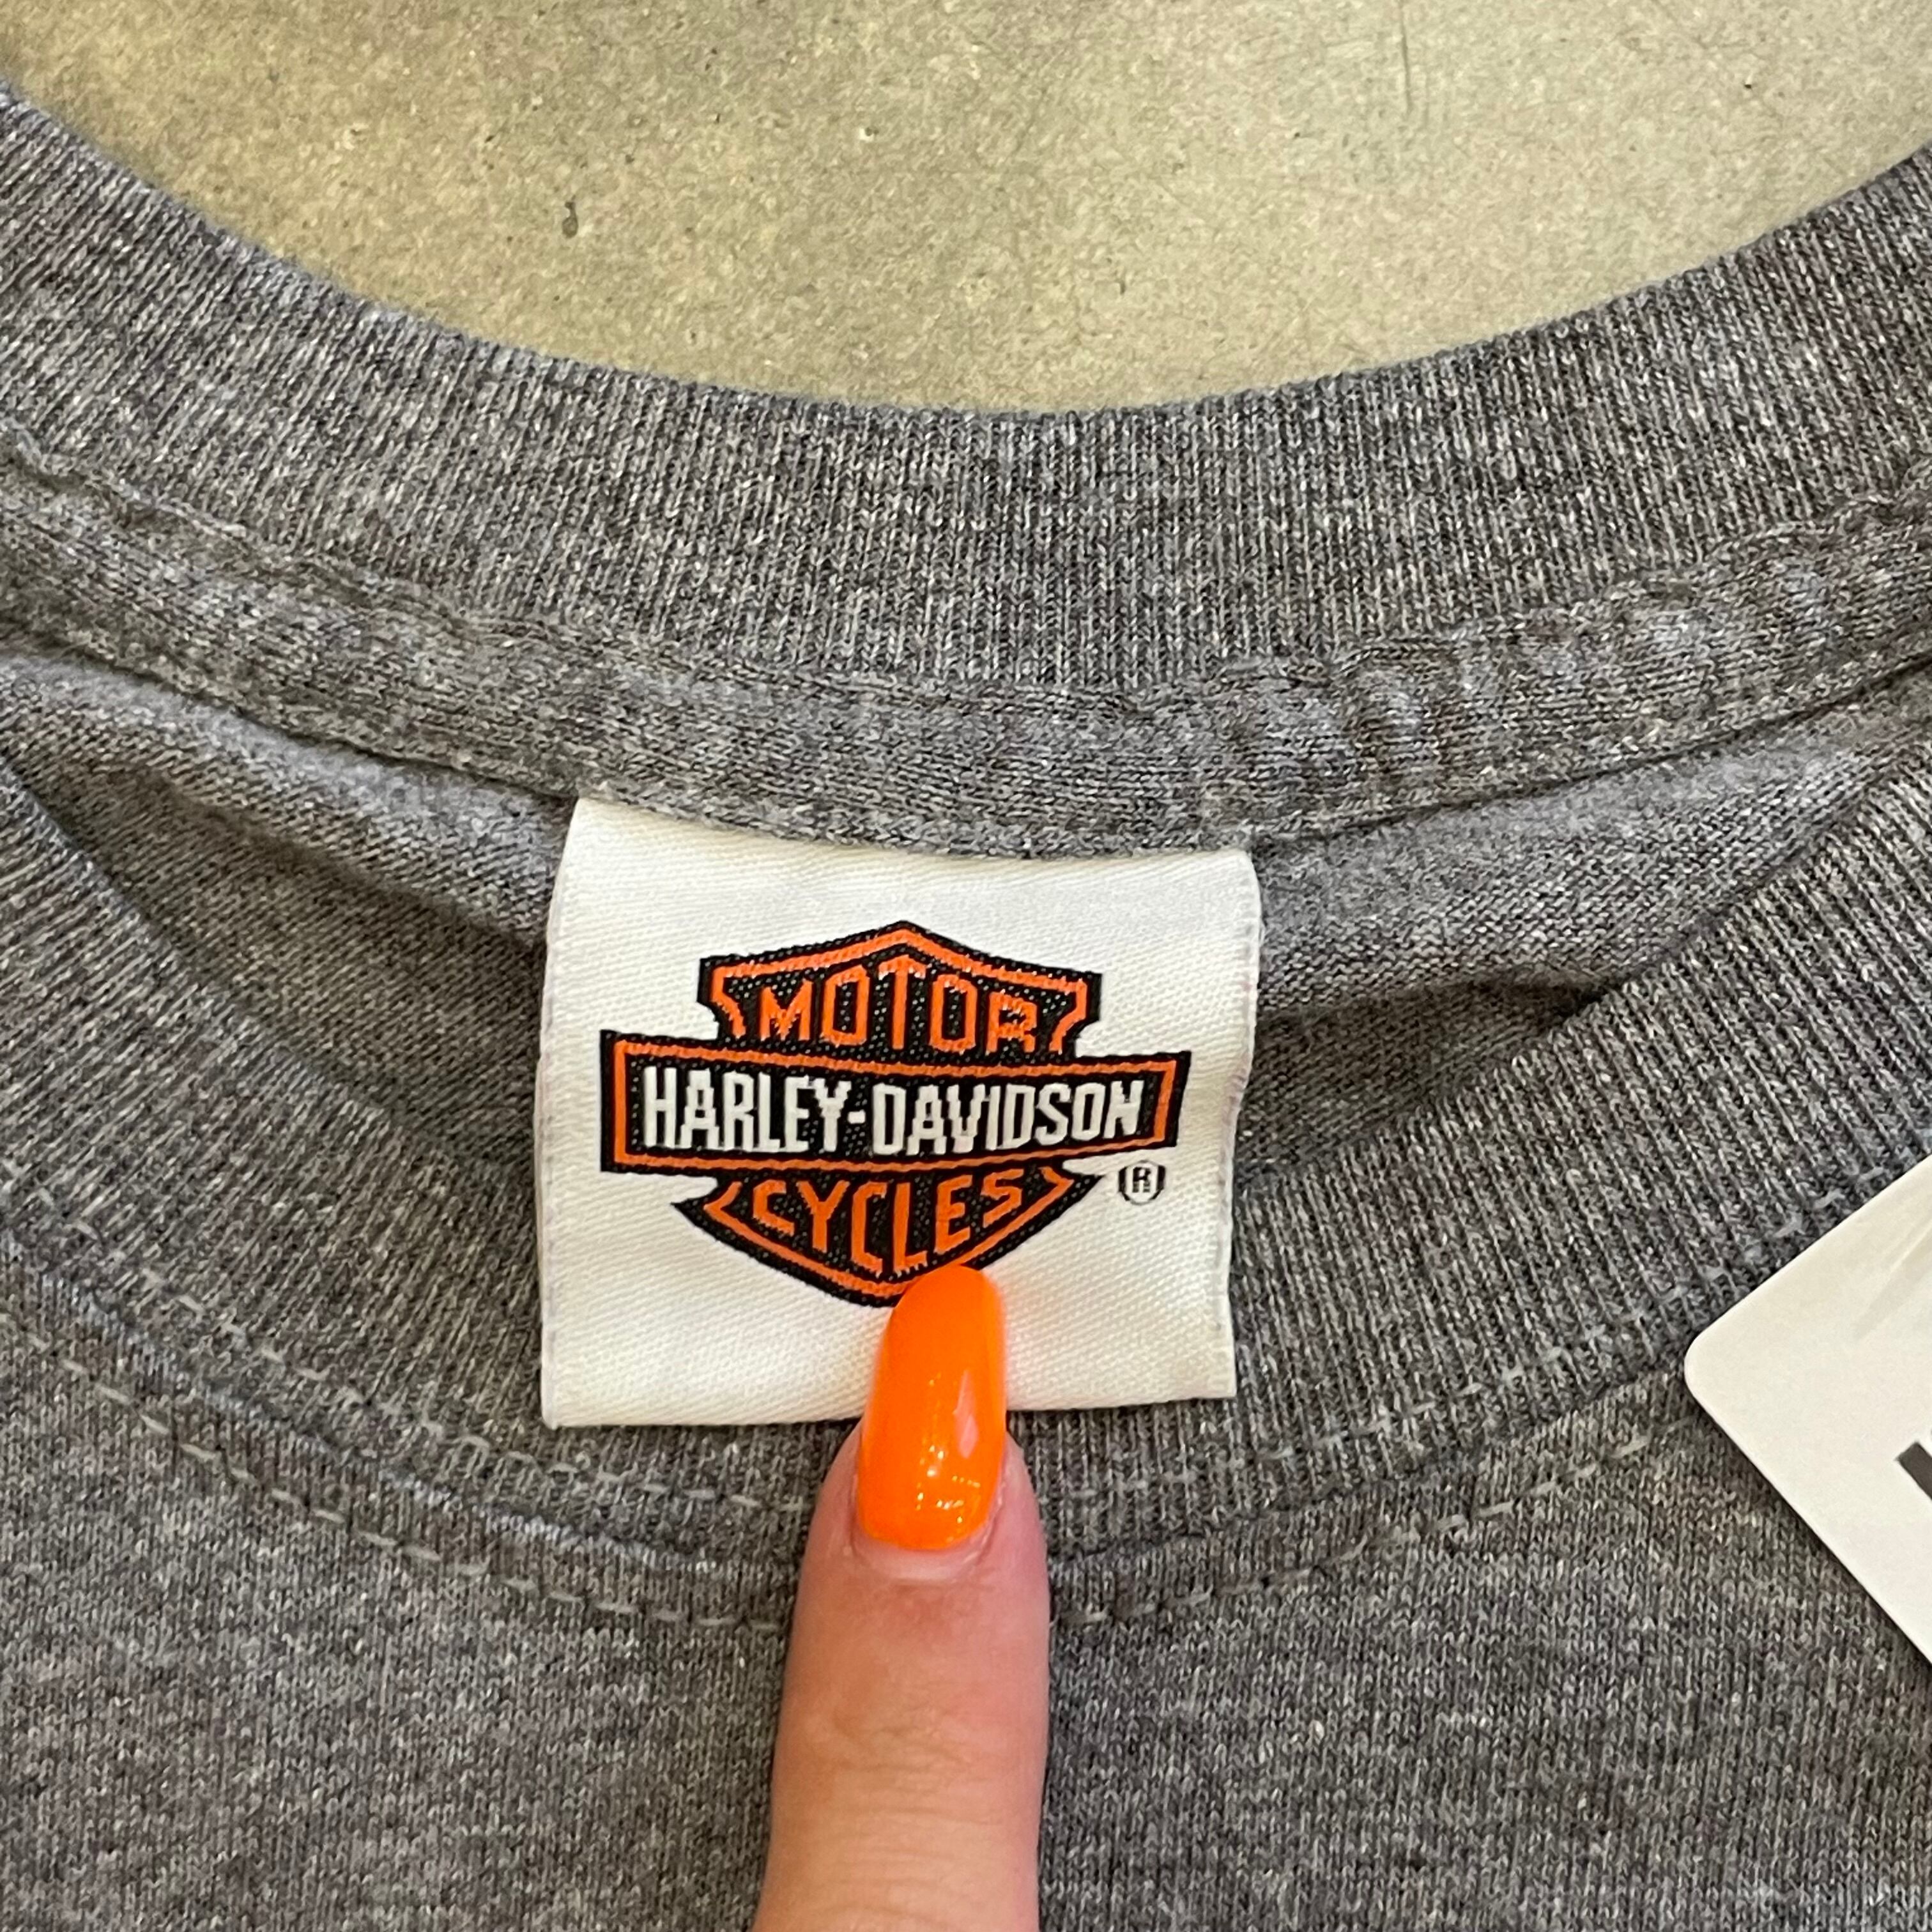 MOTOR
HARLEY-DAVIDSON
®
CYCLES